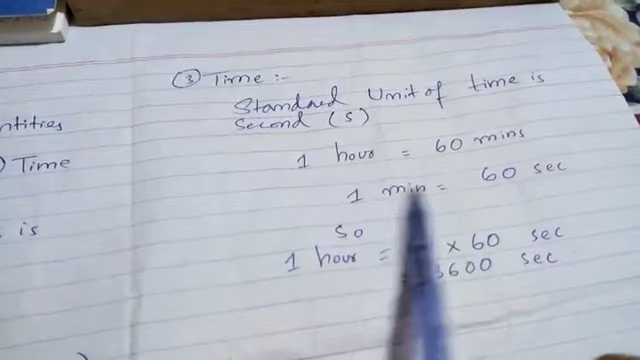 ③ Time :-
Standard Unit of time is
Second (S)
ntities
1 hour = 60 mins
) Time
1 min = 60 sec
is
So
1 hour = x 60 sec
3600 sec